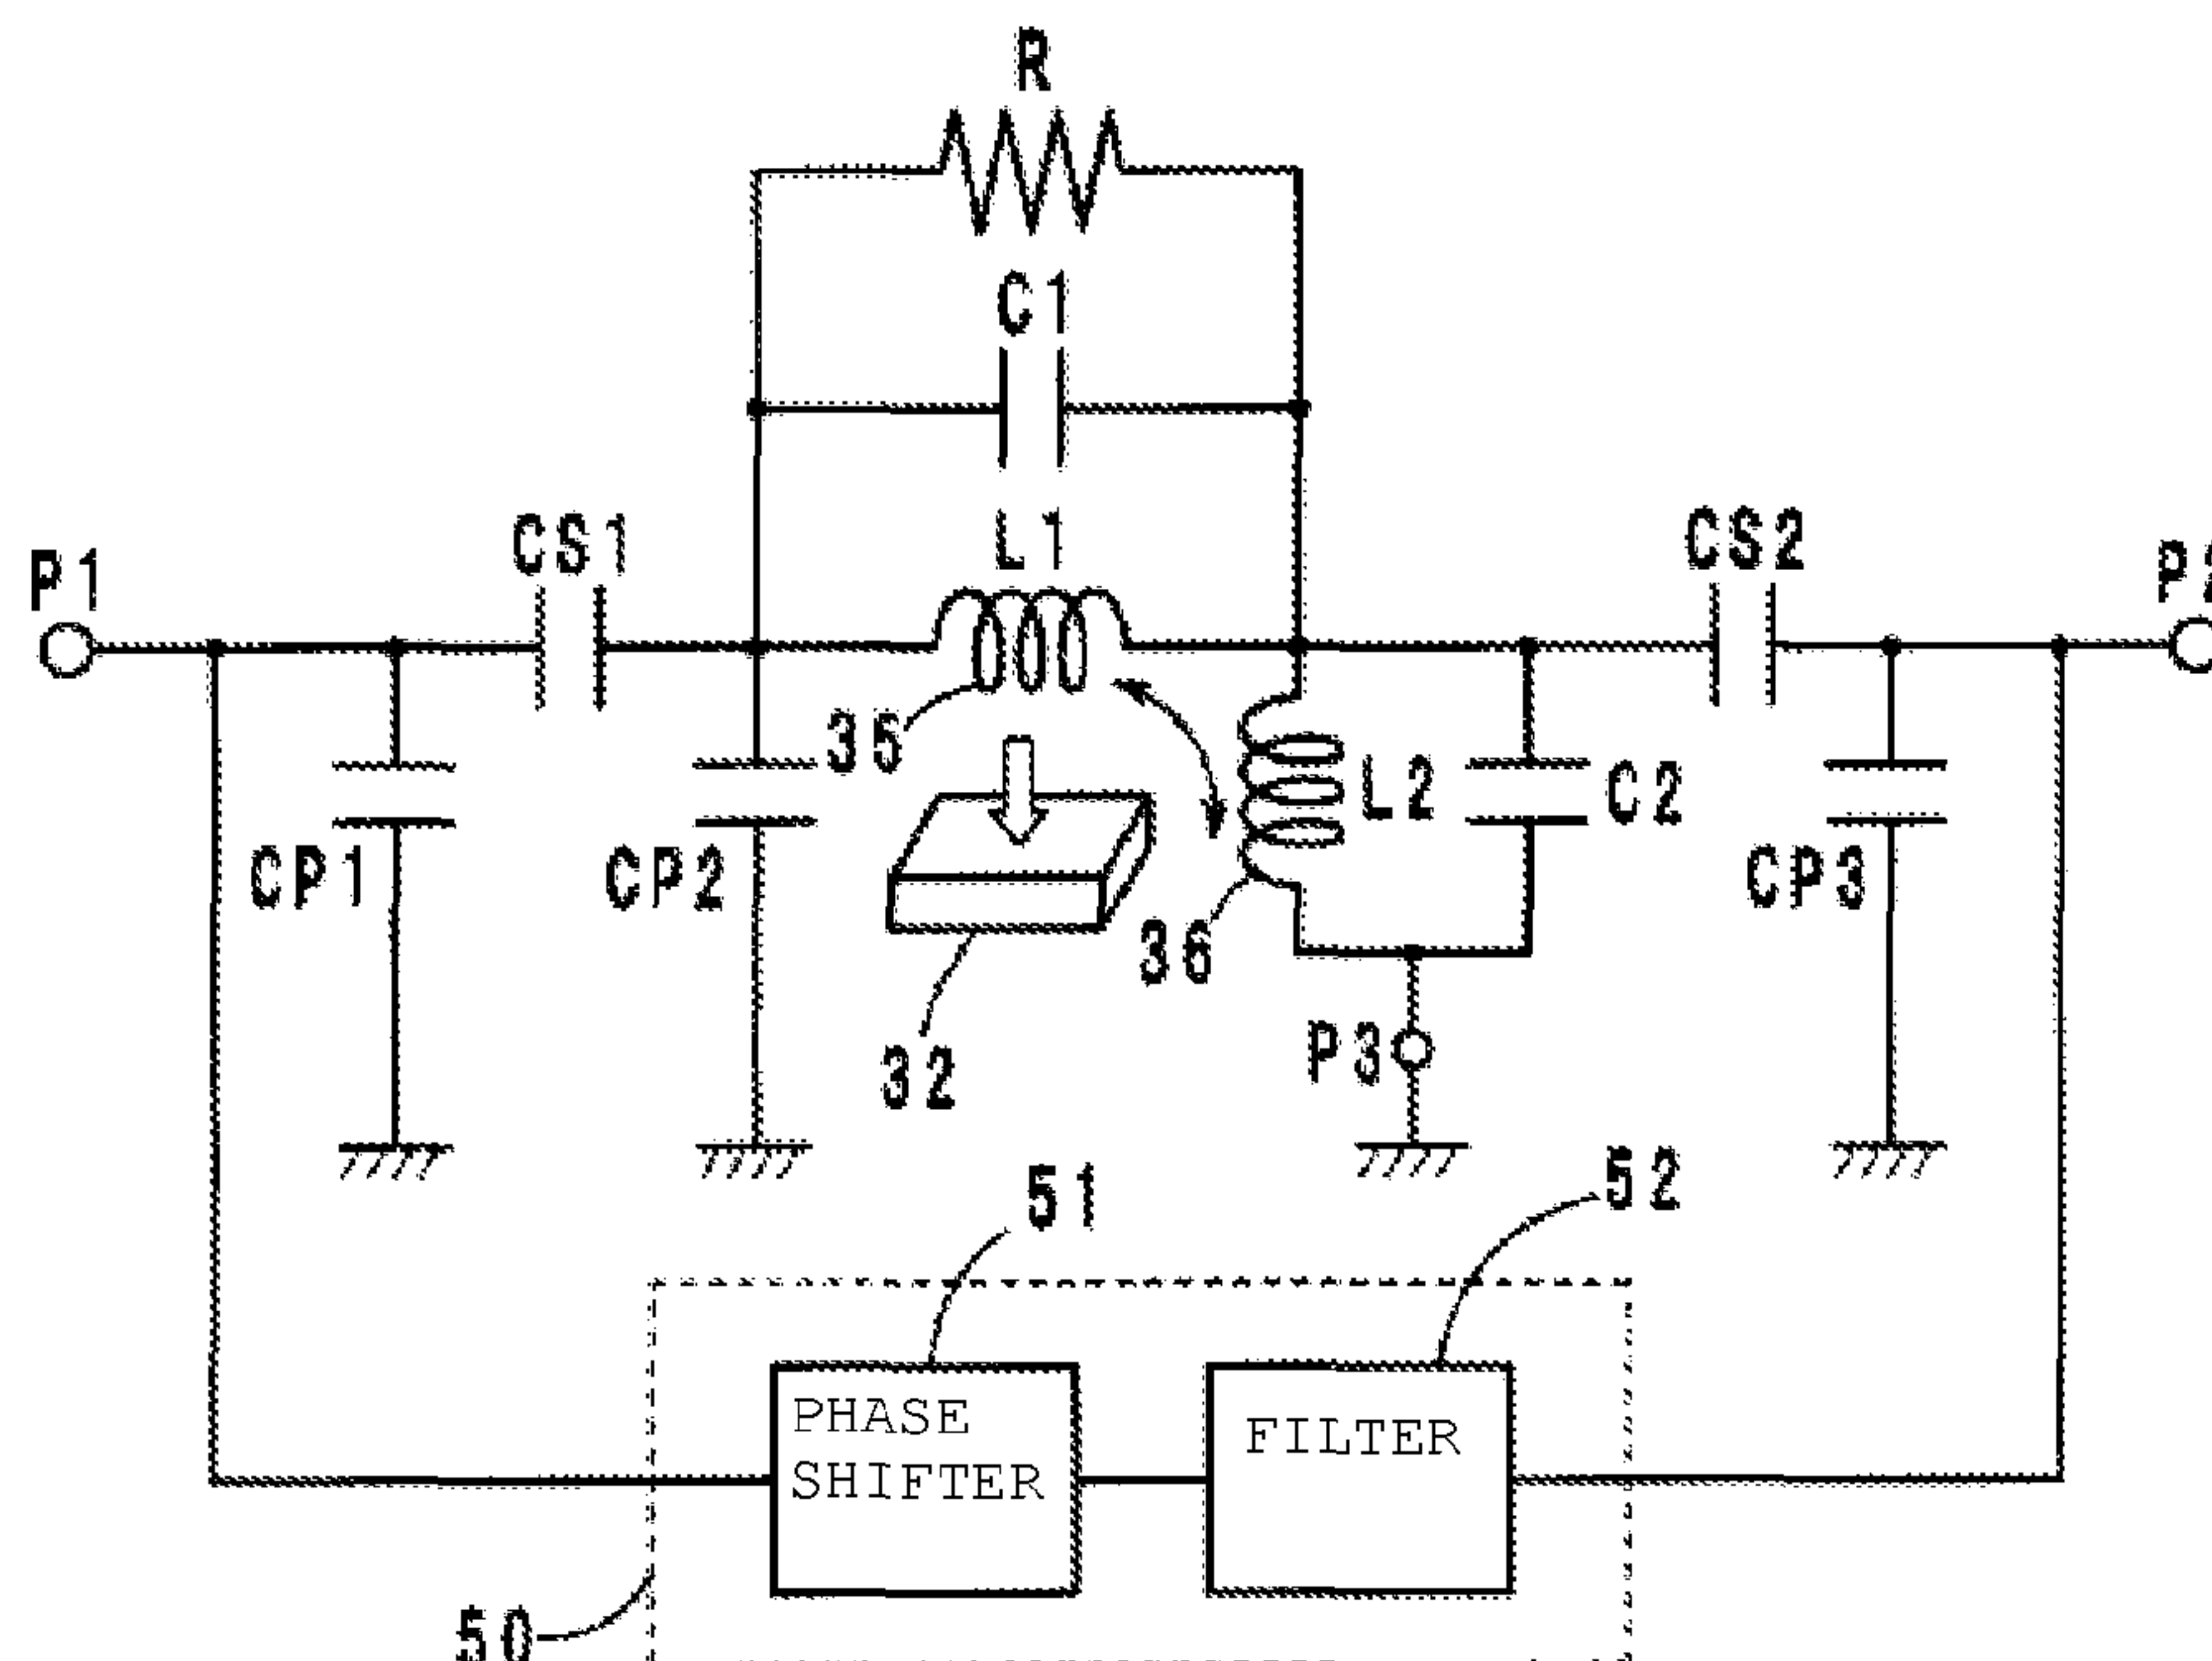 R
C1
L1
CS1
CS2
P1
35
L2
C2
CP1
CP2
CP3
36
32
P3
51
52
PHASE
SHIFTER
FILTER
50